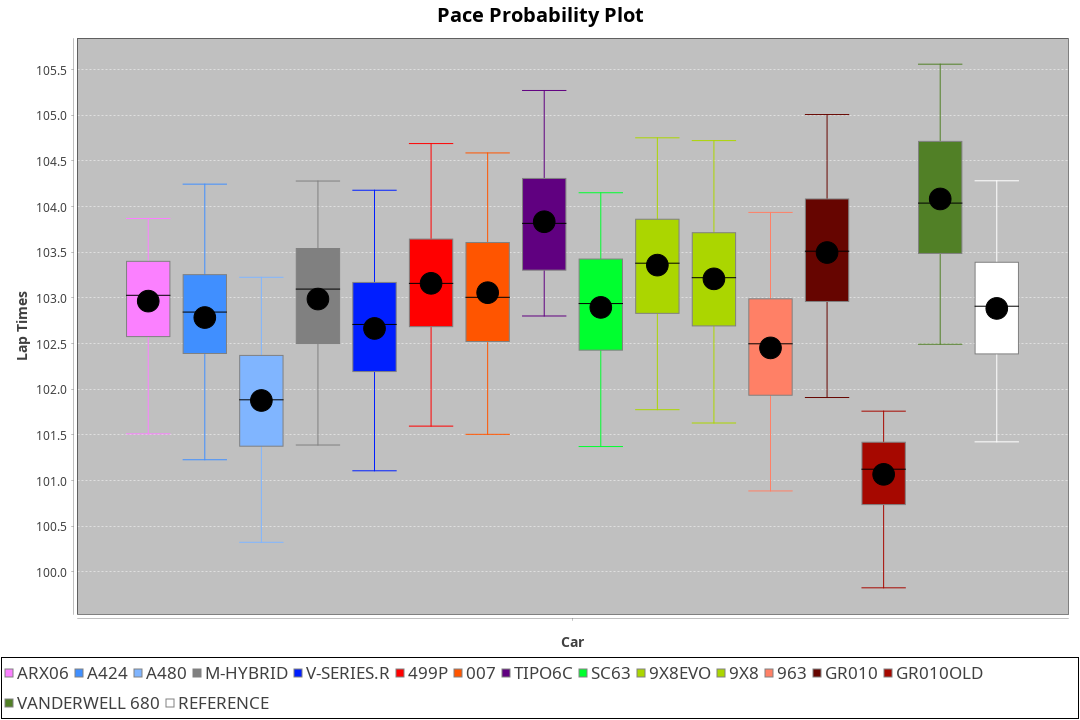 Pace Probability Plot
105.5
105.0
104.5
104.0
103.5
103.0
102.5
102.0
101.5
101.0
100.5
100.0
Lap Times
Car
ARX06 A424 A480 M-HYBRID V-SERIES.R 499P 007 TIPO6C SC63 9X8EVO 9X8 963 GR010 GR010OLD
VANDERWELL 680 REFERENCE